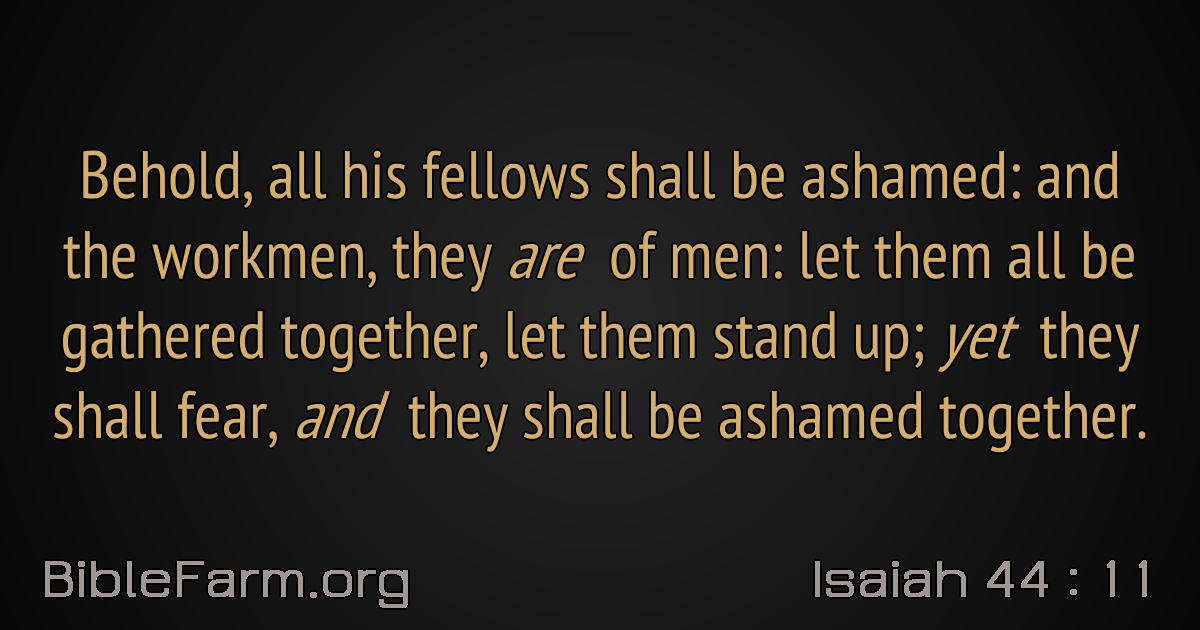 Behold, all his fellows shall be ashamed: and
the workmen, they are of men: let them all be
gathered together, let them stand up; yet they
shall fear, and they shall be ashamed together.
BibleFarm.org
Isaiah 44 : 11